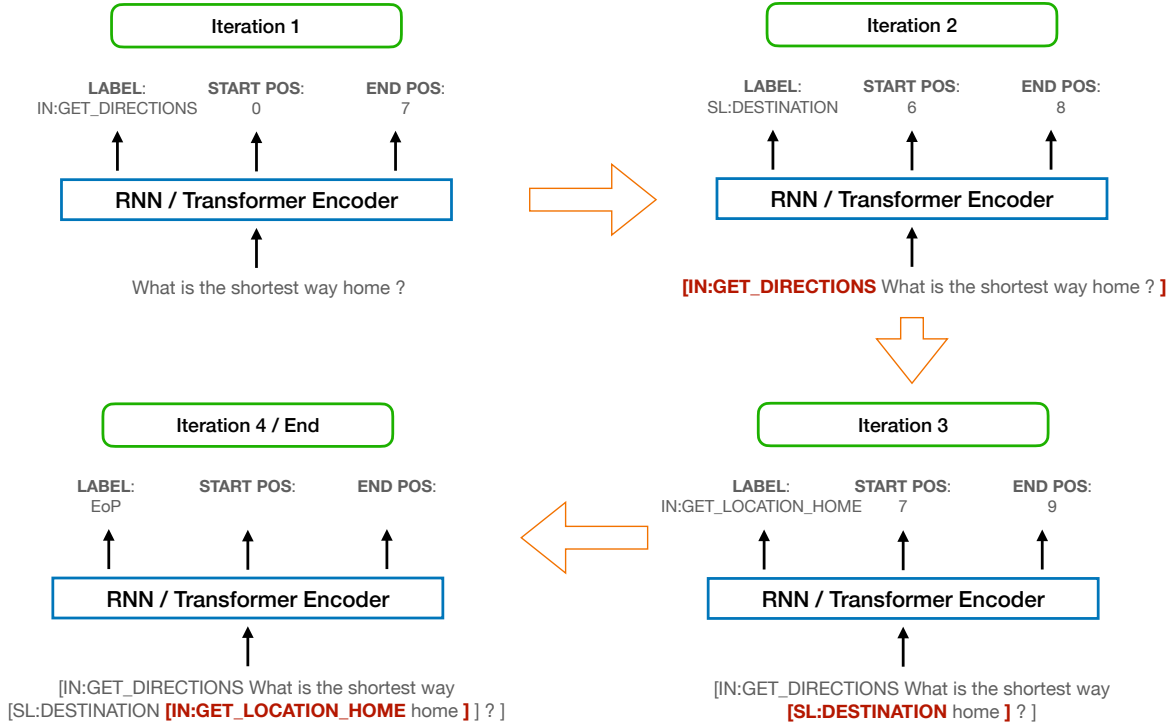 Iteration 1
LABEL: START POS: END POS:
IN:GET_DIRECTIONS 0 7
RNN / Transformer Encoder
What is the shortest way home ?
Iteration 2
LABEL: START POS: END POS:
SL:DESTINATION 6 8
RNN / Transformer Encoder
[IN:GET_DIRECTIONS What is the shortest way home ? ]
Iteration 3
LABEL: START POS: END POS:
IN:GET_LOCATION_HOME 7 9
RNN / Transformer Encoder
[IN:GET_DIRECTIONS What is the shortest way
[SL:DESTINATION home ] ? ]
Iteration 4 / End
LABEL: START POS: END POS:
EoP
RNN / Transformer Encoder
[IN:GET_DIRECTIONS What is the shortest way
[SL:DESTINATION [IN:GET_LOCATION_HOME home ] ] ? ]